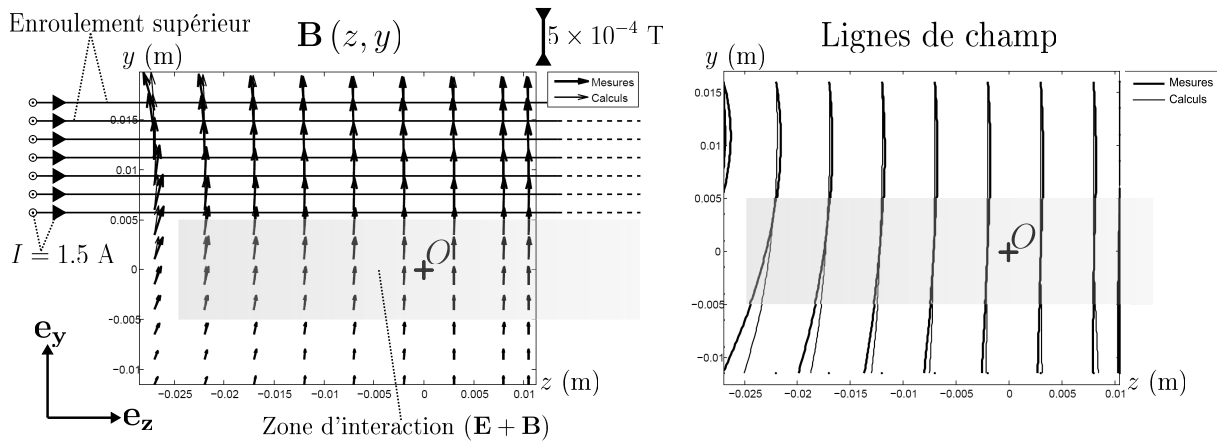 Enroulement supérieur
B (z, y)
5 × 10⁻⁴ T
y (m)
Mesures
Calculs
0.015
0.01
0.005
0
−0.005
−0.01
I = 1.5 A
O
−0.025 −0.02 −0.015 −0.01 −0.005 0 0.005 0.01
z (m)
e_y
e_z
Zone d'interaction (E + B)
Lignes de champ
y (m)
Mesures
Calculs
0.015
0.01
0.005
0
−0.005
−0.01
O
−0.025 −0.02 −0.015 −0.01 −0.005 0 0.005 0.01
z (m)